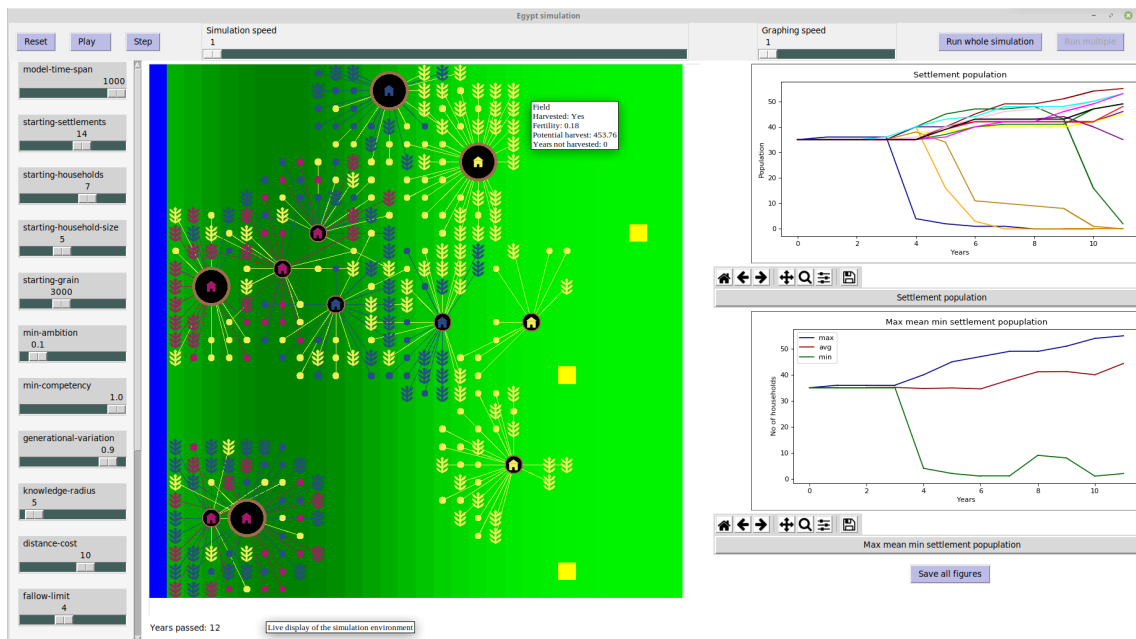 Egypt simulation
Reset
Play
Step
Simulation speed
1
Graphing speed
1
Run whole simulation
Run multiple
model-time-span
1000
starting-settlements
14
starting-households
7
starting-household-size
5
starting-grain
3000
min-ambition
0.1
min-competency
1.0
generational-variation
0.9
knowledge-radius
5
distance-cost
10
fallow-limit
4
Field
Harvested: Yes
Fertility: 0.18
Potential harvest: 453.76
Years not harvested: 0
Years passed: 12
Live display of the simulation environment
Settlement population
Population
50
40
30
20
10
0
0 2 4 6 8 10
Years
Settlement population
Max mean min settlement popuplation
max
avg
min
No of households
50
40
30
20
10
0
0 2 4 6 8 10
Years
Max mean min settlement popuplation
Save all figures